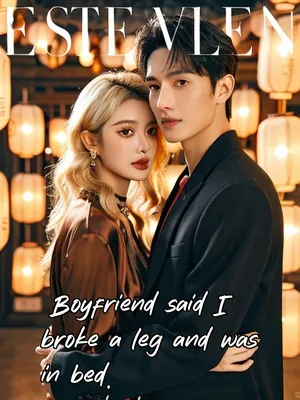 ESTE VLEN
Boyfriend said I
broke a leg and was
in bed.